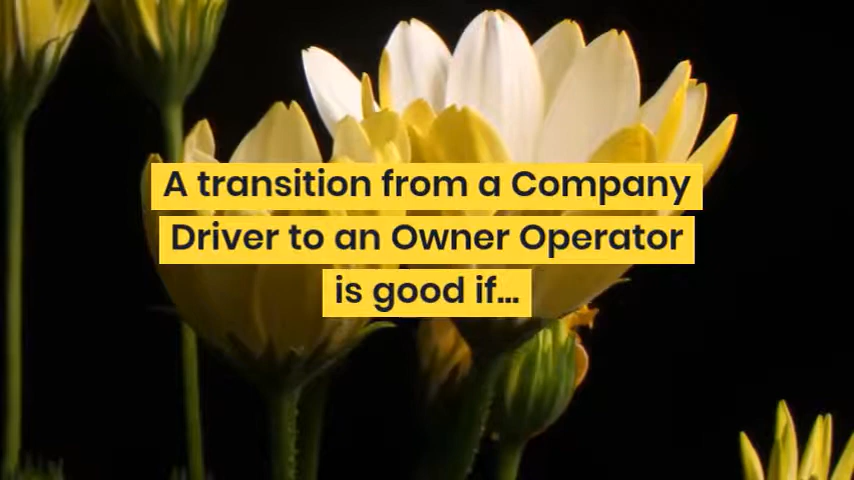 A transition from a Company
Driver to an Owner Operator
is good if...